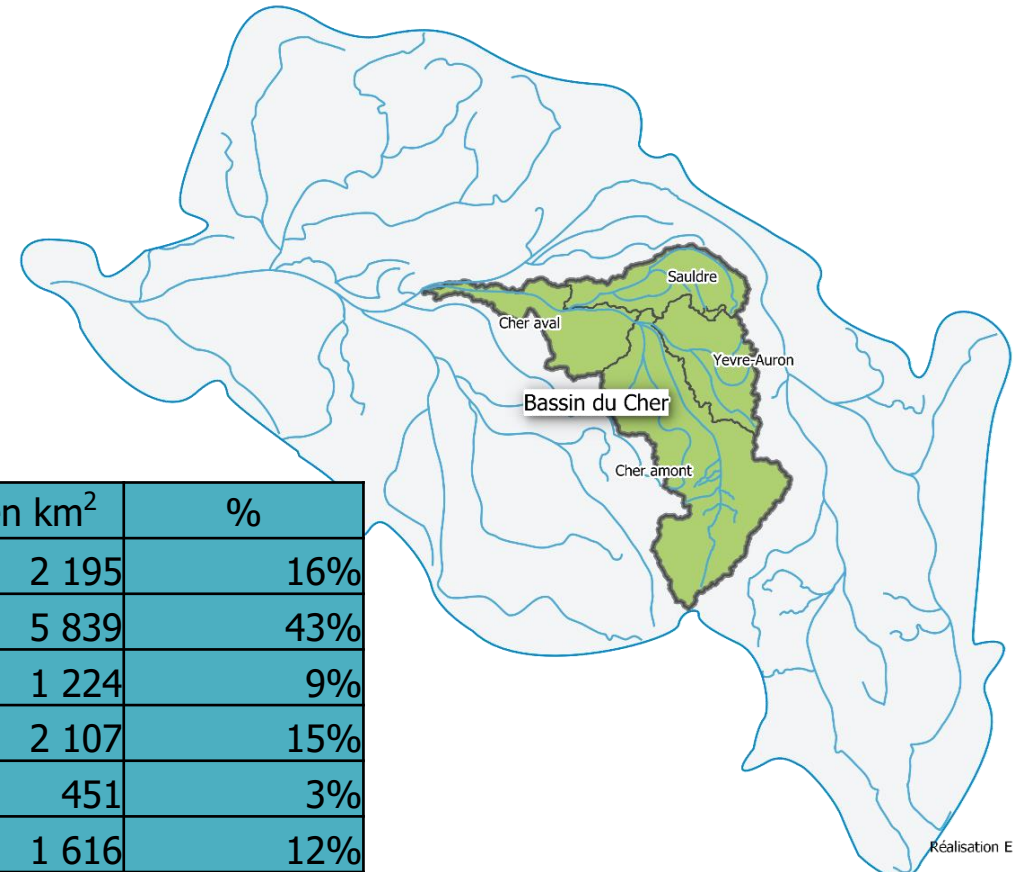 Sauldre
Cher aval
Yevre-Auron
Bassin du Cher
Cher amont
n km² %
2 195 16%
5 839 43%
1 224 9%
2 107 15%
451 3%
1 616 12%
Réalisation E